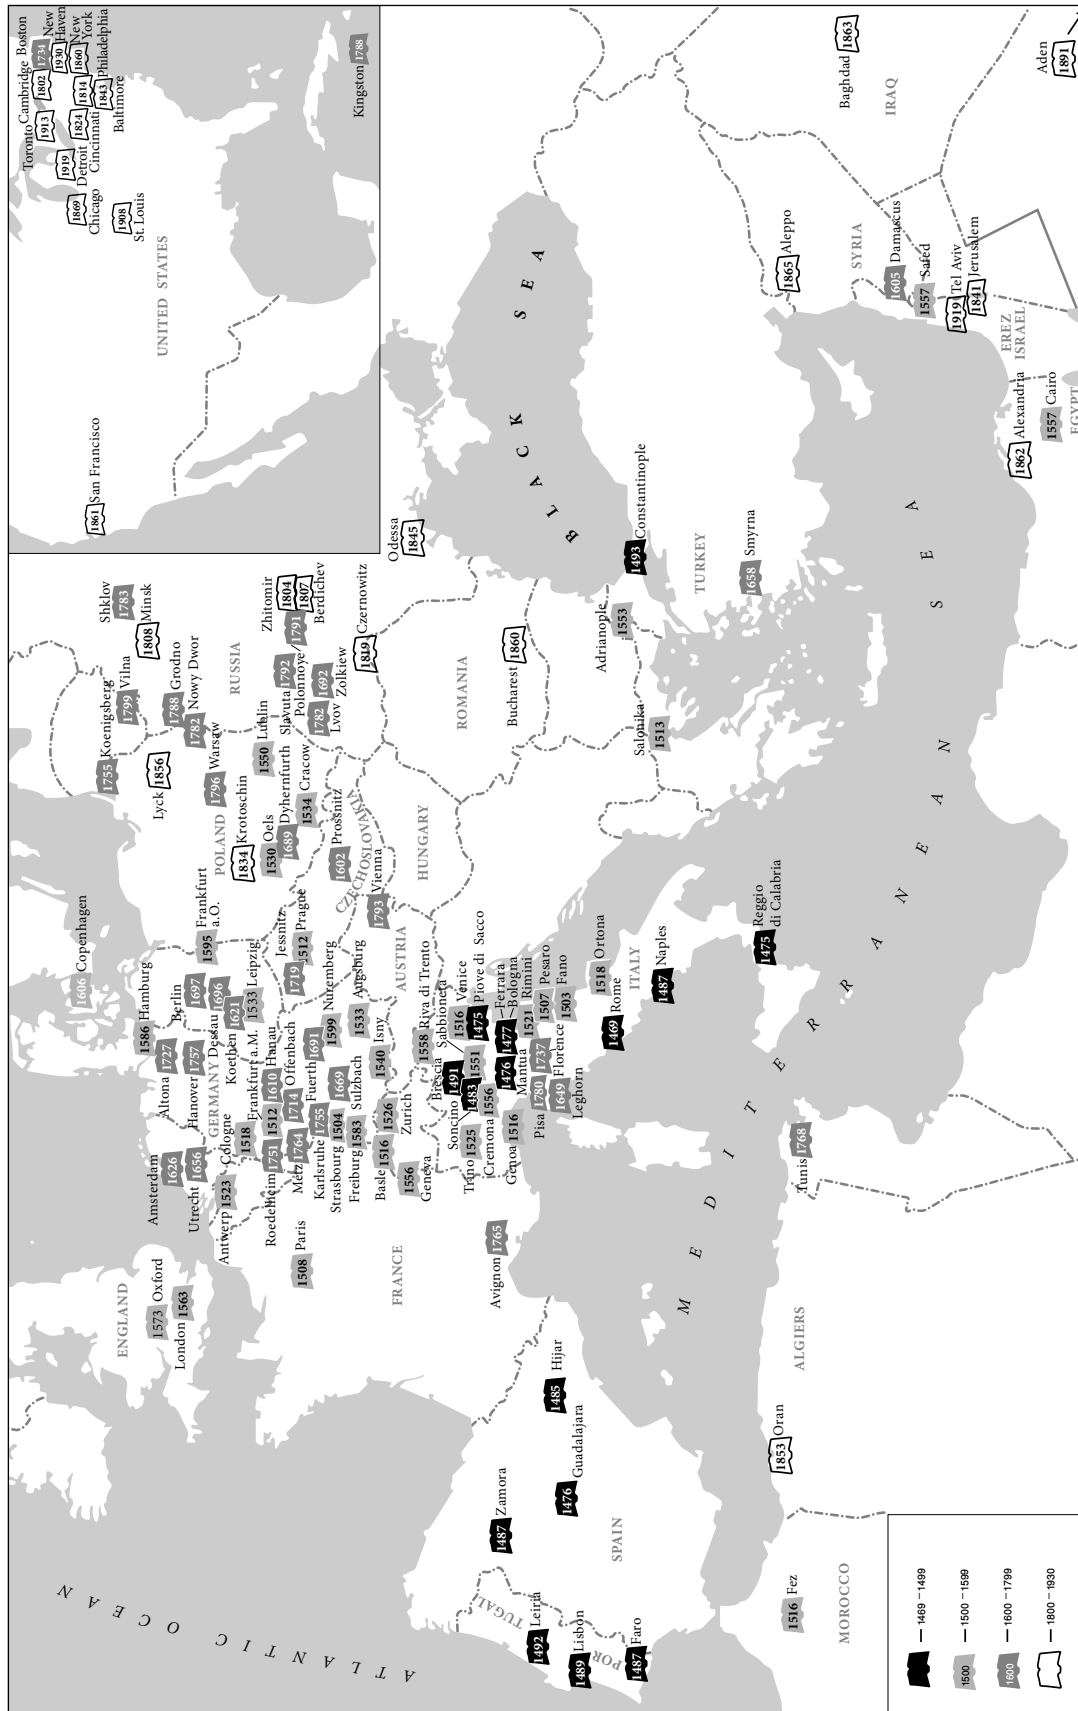 Boston
1734
New
Haven
1930
New
York
1860
Philadelphia
1843
Cambridge
1802
1814
Baltimore
Toronto
1913
1824
Cincinnati
1919
Detroit
1869
Chicago
1908
St. Louis
Kingston 1788
UNITED STATES
1861 San Francisco
Baghdad 1863
IRAQ
Aden
1891
1865 Aleppo
SYRIA
1605 Damascus
1557 Safed
1919 Tel Aviv
1841 Jerusalem
EREZ
ISRAEL
1862 Alexandria
1557 Cairo
EGYPT
BLACK SEA
Odessa
1845
1493 Constantinople
TURKEY
1658 Smyrna
Adrianople
1553
Salonika
1513
Shklov
1783
1808 Minsk
1799 Vilna
1755 Koenigsberg
1788 Grodno
1782 Nowy Dwor
Lyck 1856
1796 Warsaw
RUSSIA
POLAND
1834 Krotoschin
Zhitomir
1804
1807
Berdichev
1791
Polonnoye
1792
Slavuta
1692
Zolkiew
1782
Lvov
1819 Czernowitz
1550 Lublin
1530 Oels
1689 Dyhernfurth
1534 Cracow
1602 Prossnitz
CZECHOSLOVAKIA
1793 Vienna
HUNGARY
ROMANIA
Bucharest 1860
1606 Copenhagen
1586 Hamburg
Altona 1727
Berlin 1697
1595 Frankfurt
a.O.
Hanover 1757
GERMANY
1696
Dessau
1621
Koethen
1533 Leipzig
Jessnitz
1719
1512 Prague
Amsterdam
1626
Utrecht 1656
Antwerp 1523
1518
Cologne
1512
Frankfurt a.M.
1610 Hanau
1714 Offenbach
1751
Roedelheim
1764
Metz
1691
Fuerth
1599 Nuremberg
1755
Karlsruhe
1669
Sulzbach
1504
Strasbourg
1583
Freiburg
1533 Augsburg
Basle 1516
1526
Zurich
1540 Isny
AUSTRIA
1556
Geneva
1508 Paris
FRANCE
ENGLAND
1573 Oxford
London 1563
Avignon 1765
1558 Riva di Trento
Sabbioneta
1551
Brescia
1491
Soncino
1483
1516 Venice
1475 Piove di Sacco
Trino 1525
Cremona 1556
Genoa 1516
1476
Mantua
Ferrara
1477
Bologna
1521 Rimini
1507 Pesaro
1503 Fano
1737
Florence
Pisa 1780
1649
Leghorn
1518 Ortona
ITALY
1469 Rome
1487 Naples
1475
Reggio
di Calabria
MEDITERRANEAN SEA
Tunis 1768
ALGIERS
1853 Oran
1485 Hijar
1476 Guadalajara
1487 Zamora
SPAIN
PORTUGAL
1492 Leiria
1489 Lisbon
1487 Faro
ATLANTIC OCEAN
1516 Fez
MOROCCO
— 1469 – 1499
1500 — 1500 – 1599
1600 — 1600 – 1799
— 1800 – 1930